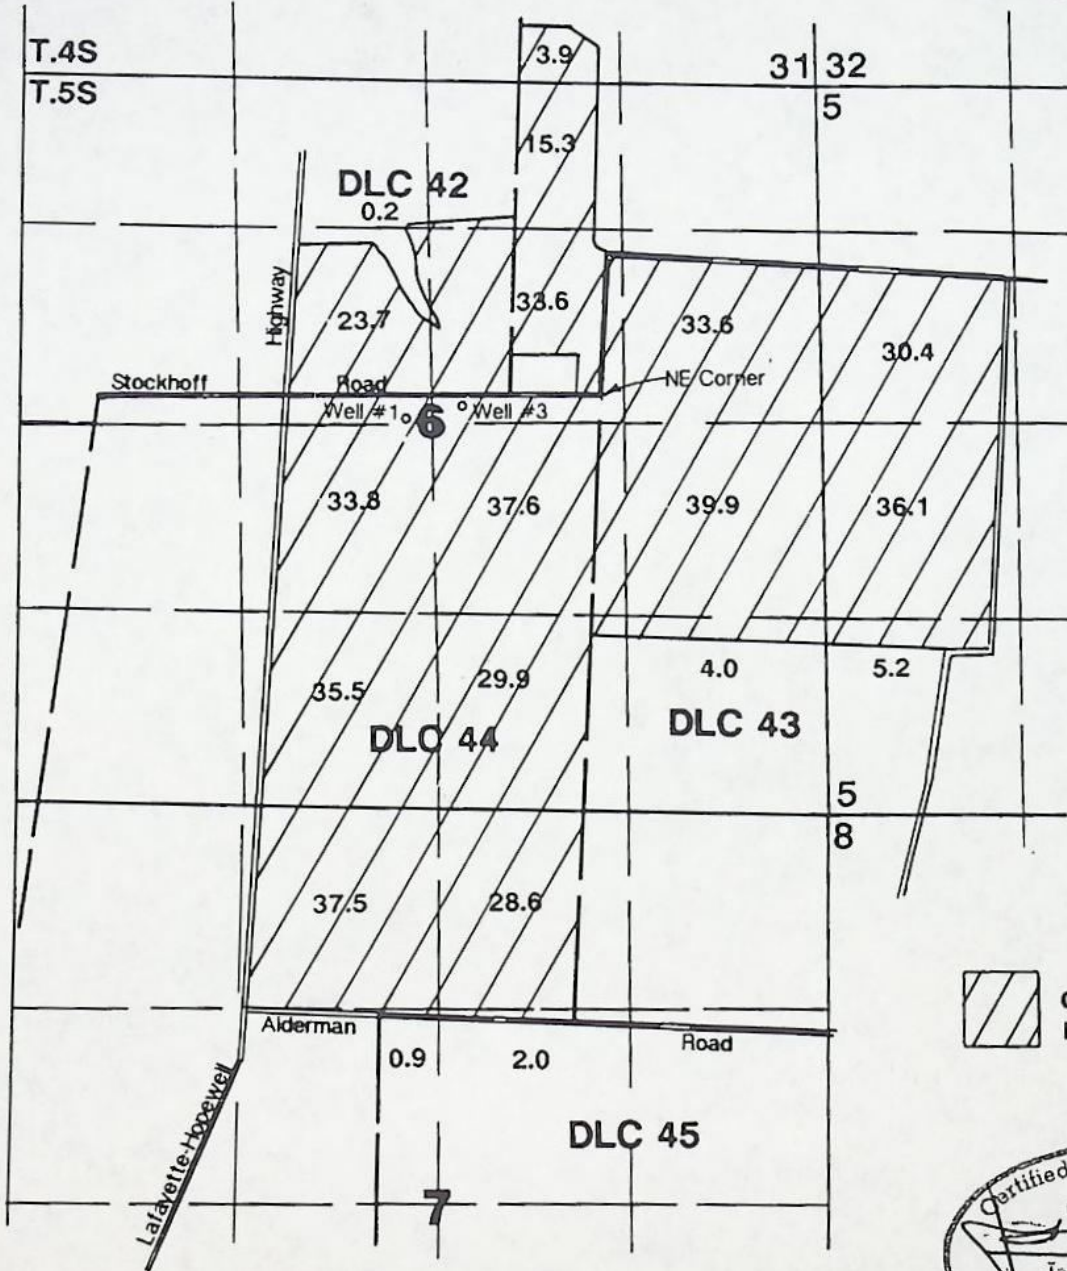 T.4S
3.9
31 32
T.5S
5
15.3
DLC 42
0.2
Highway
23.7
33.6
33.6
30.4
Stockhoff Road
NE Corner
Well #1
6
Well #3
33.8
37.6
39.9
36.1
35.5
29.9
4.0
5.2
DLC 44
DLC 43
5
8
37.5
28.6
Alderman Road
0.9
2.0
Lafayette-Hopewell
DLC 45
7
Certified